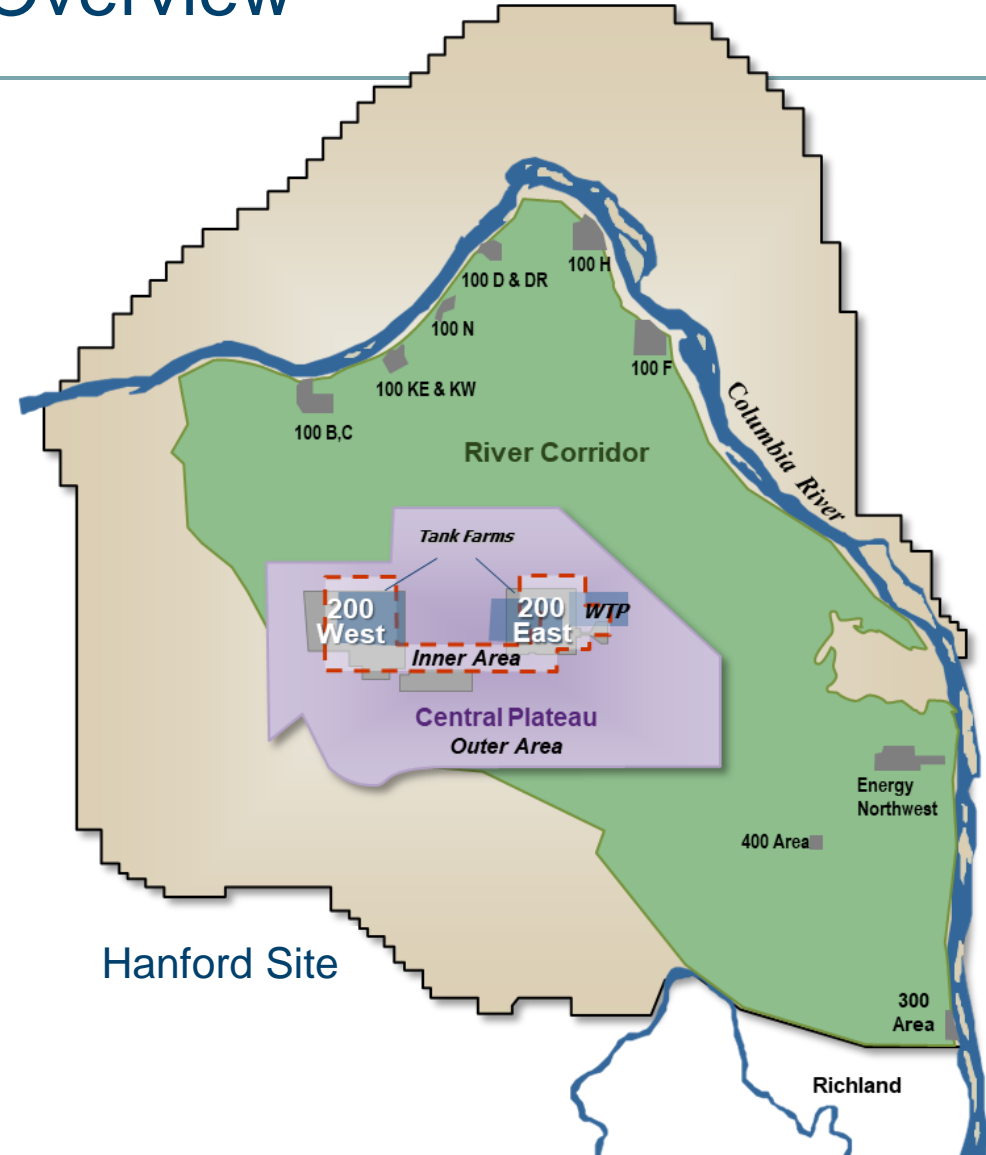 Overview
100 H
100 D & DR
100 N
100 F
100 KE & KW
100 B,C
Columbia River
River Corridor
Tank Farms
200
West
200
East
WTP
Inner Area
Central Plateau
Outer Area
Energy
Northwest
400 Area
Hanford Site
300
Area
Richland